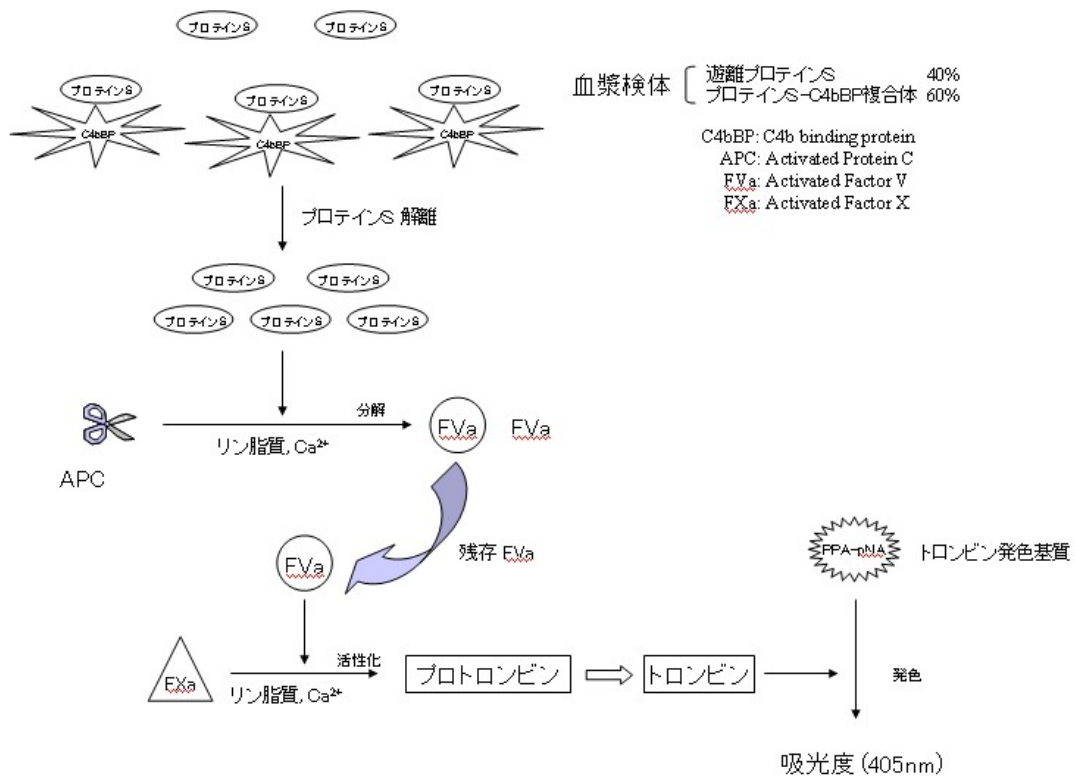 プロテインS
プロテインS
プロテインS
プロテインS
プロテインS
C4bBP
C4bBP
C4bBP
血漿検体
遊離プロテインS 40%
プロテインS-C4bBP複合体 60%
C4bBP: C4b binding protein
APC: Activated Protein C
FVa: Activated Factor V
FXa: Activated Factor X
プロテインS 解離
プロテインS
プロテインS
プロテインS
プロテインS
プロテインS
分解
リン脂質, Ca²⁺
APC
FVa
FVa
残存 FVa
FVa
PPA-pNA
トロンビン発色基質
FXa
活性化
リン脂質, Ca²⁺
プロトロンビン
トロンビン
発色
吸光度 (405nm)